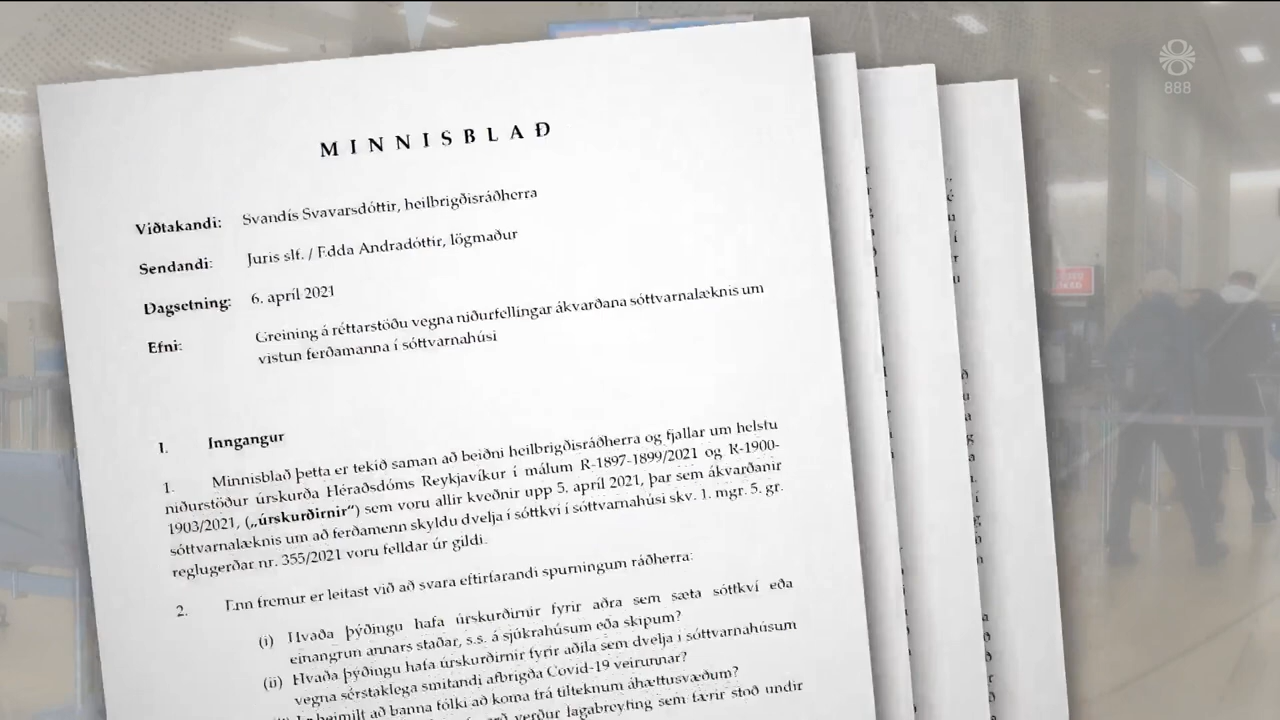 888
MINNISBLAÐ
Viðtakandi: Svandís Svavarsdóttir, heilbrigðisráðherra
Sendandi: Juris slf. / Edda Andradóttir, lögmaður
Dagsetning: 6. apríl 2021
Efni: Greining á réttarstöðu vegna niðurfellingar ákvarðana sóttvarnalæknis um
vistun ferðamanna í sóttvarnahúsi
I. Inngangur
1. Minnisblað þetta er tekið saman að beiðni heilbrigðisráðherra og fjallar um helstu
niðurstöður úrskurða Héraðsdóms Reykjavíkur í málum R-1897-1899/2021 og R-1900-
1903/2021, („úrskurðirnir“) sem voru allir kveðnir upp 5. apríl 2021, þar sem ákvarðanir
sóttvarnalæknis um að ferðamenn skyldu dvelja í sóttkví í sóttvarnahúsi skv. 1. mgr. 5. gr.
reglugerðar nr. 355/2021 voru felldar úr gildi.
2. Enn fremur er leitast við að svara eftirfarandi spurningum ráðherra:
(i) Hvaða þýðingu hafa úrskurðirnir fyrir aðra sem sæta sóttkví eða
einangrun annars staðar, s.s. á sjúkrahúsum eða skipum?
(ii) Hvaða þýðingu hafa úrskurðirnir fyrir aðila sem dvelja í sóttvarnahúsum
vegna sérstaklega smitandi afbrigða Covid-19 veirunnar?
Er heimilt að banna fólki að koma frá tilteknum áhættusvæðum?
verður lagabreyting sem færir stoð undir